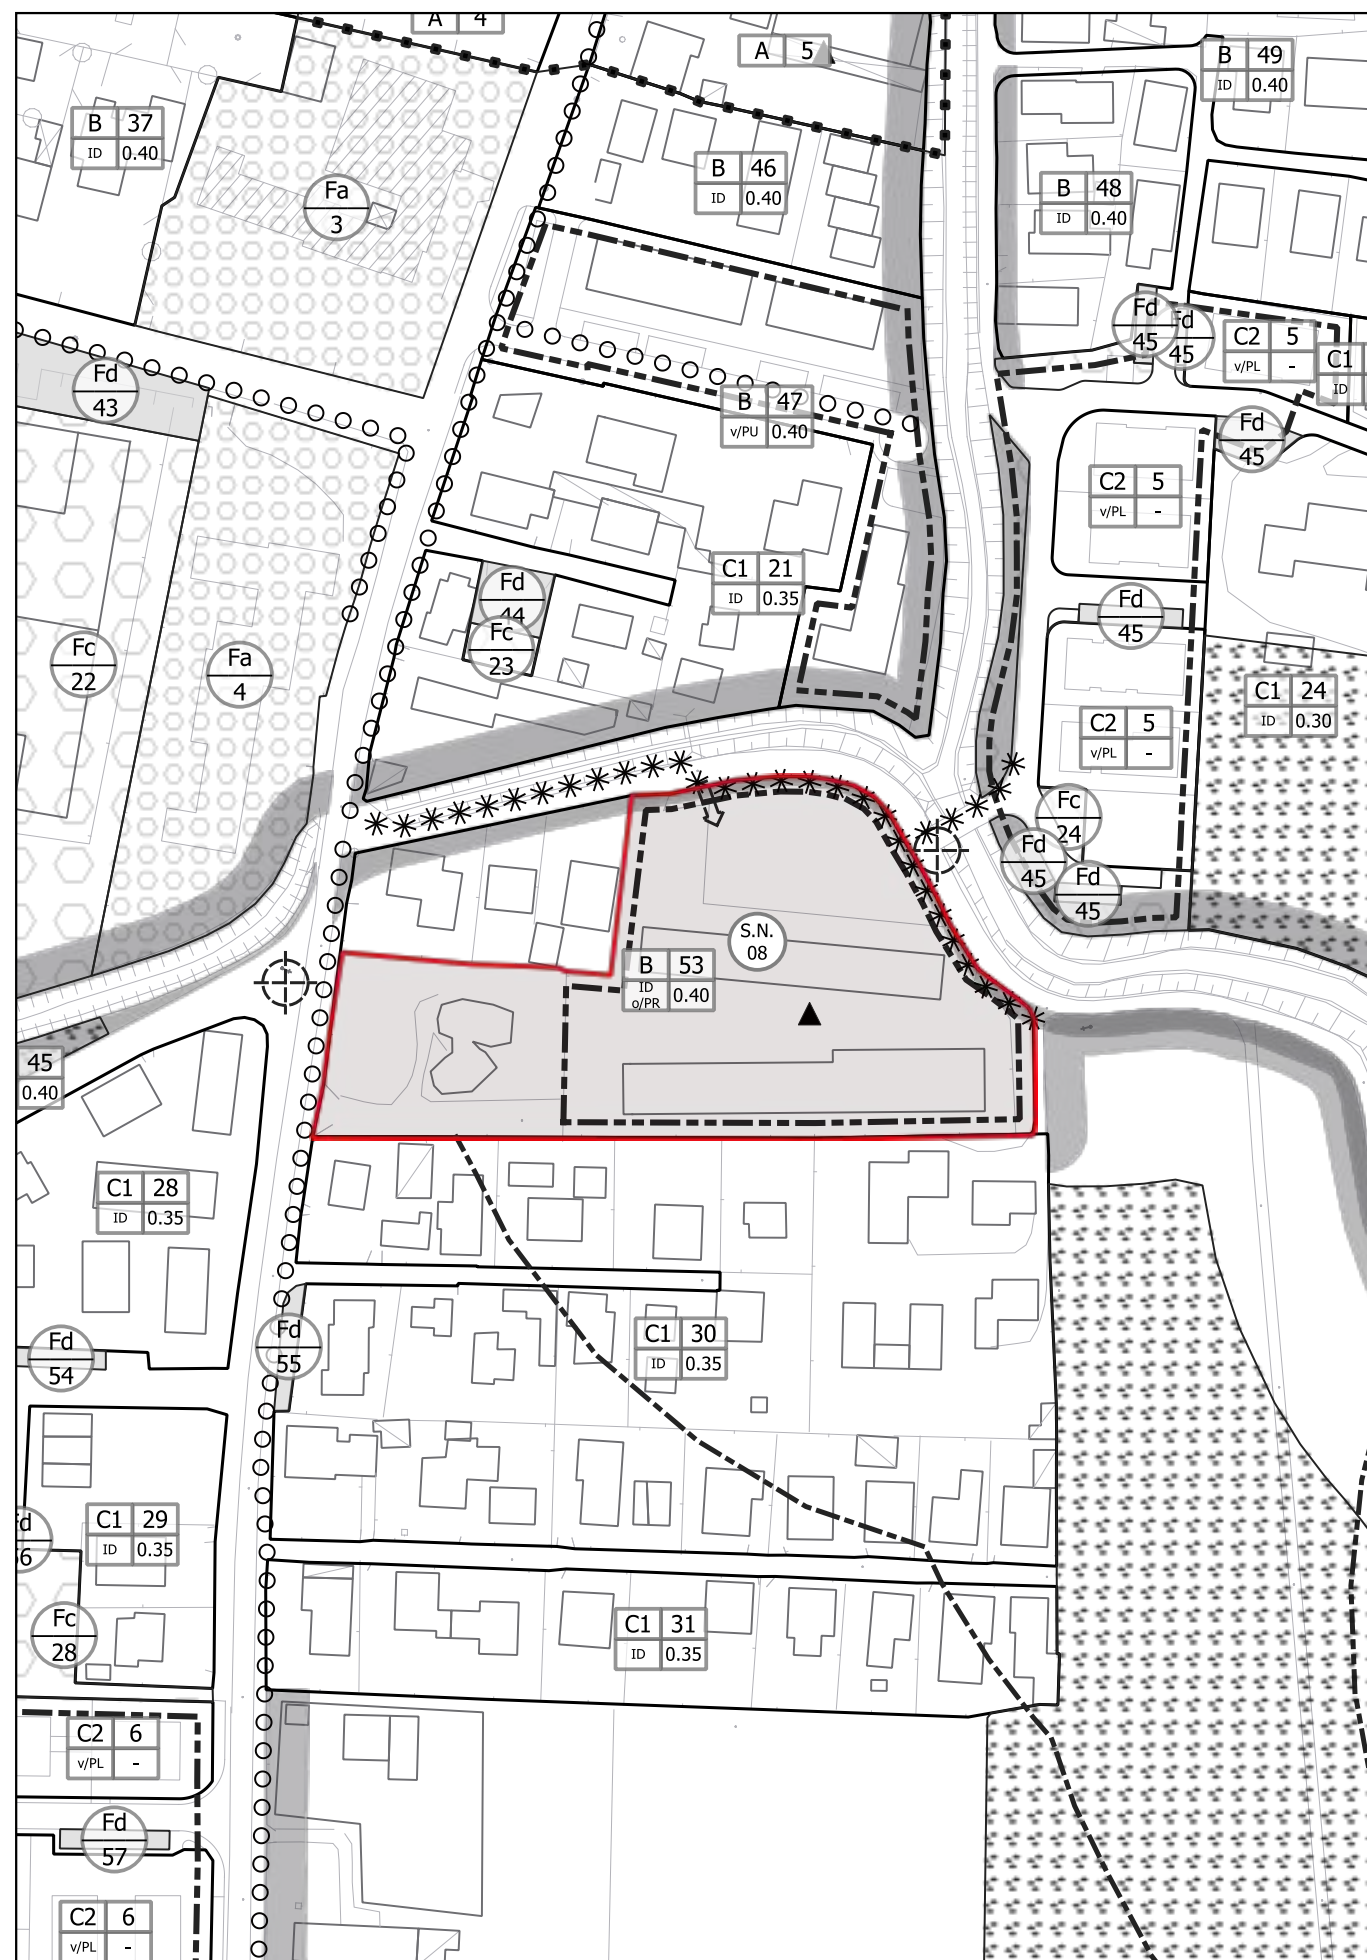 A 4
A 5
B 49
ID 0.40
B 37
ID 0.40
B 46
ID 0.40
B 48
ID 0.40
Fa
3
Fd
45
Fd
45
C2 5
v/PL -
C1
ID
Fd
43
B 47
v/PU 0.40
Fd
45
C2 5
v/PL -
C1 21
ID 0.35
Fd
44
Fc
23
Fd
45
Fc
22
Fa
4
C1 24
ID 0.30
C2 5
v/PL -
Fc
24
Fd
45
Fd
45
S.N.
08
B 53
ID
o/PR 0.40
45
0.40
C1 28
ID 0.35
C1 30
ID 0.35
Fd
55
Fd
54
C1 29
ID 0.35
Fc
28
C1 31
ID 0.35
C2 6
v/PL -
Fd
57
C2 6
v/PL -